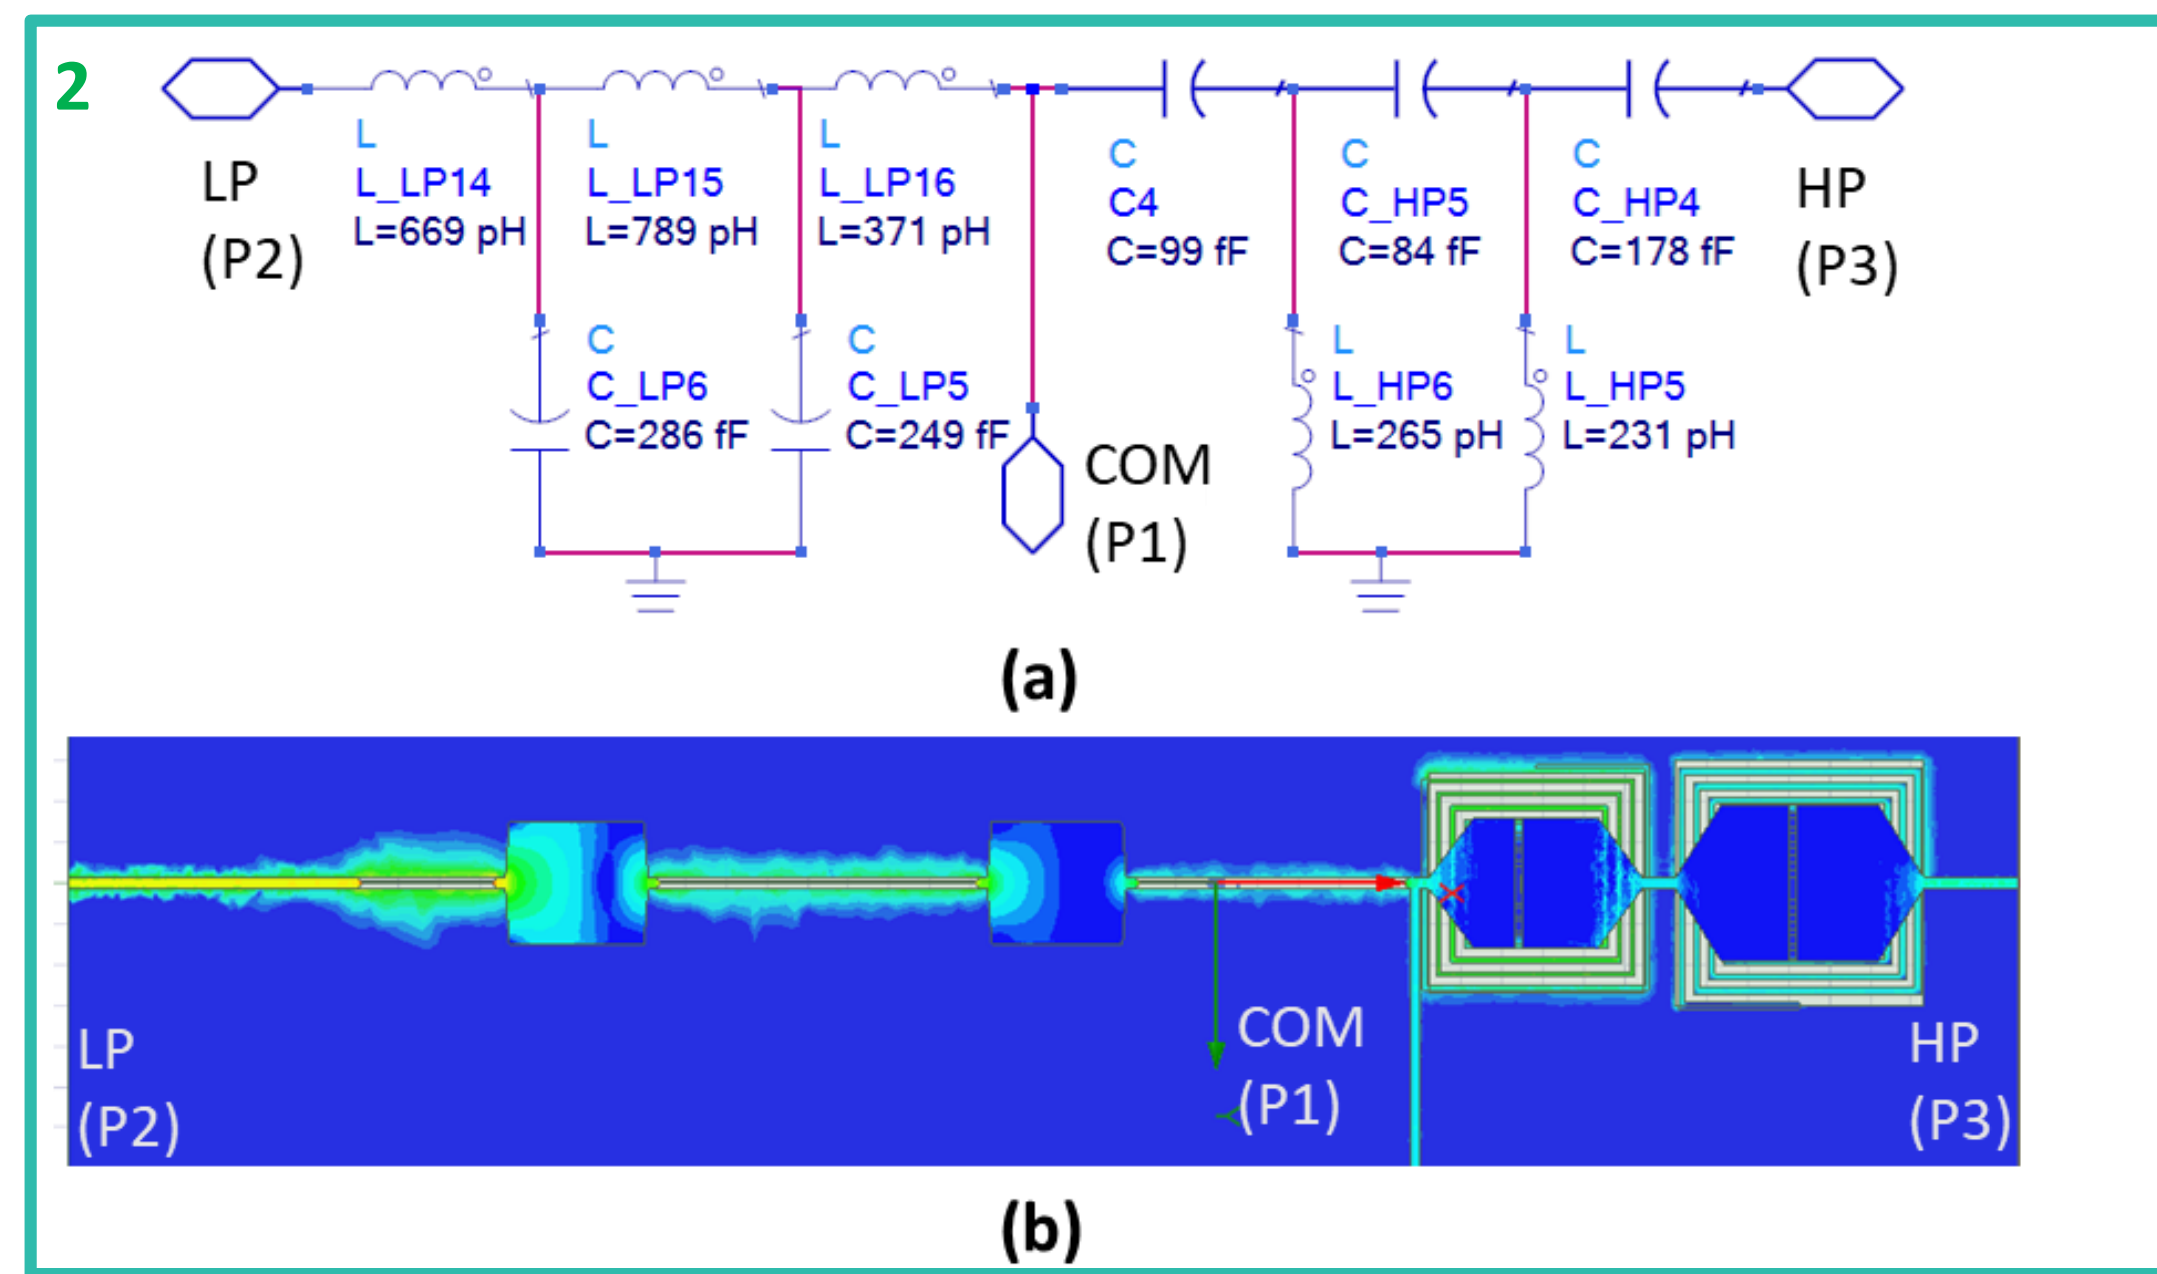 2
LP
(P2)
L
L_LP14
L=669 pH
L
L_LP15
L=789 pH
L
L_LP16
L=371 pH
C
C4
C=99 fF
C
C_HP5
C=84 fF
C
C_HP4
C=178 fF
HP
(P3)
C
C_LP6
C=286 fF
C
C_LP5
C=249 fF
COM
(P1)
L
L_HP6
L=265 pH
L
L_HP5
L=231 pH
(a)
LP
(P2)
COM
(P1)
Y
HP
(P3)
(b)